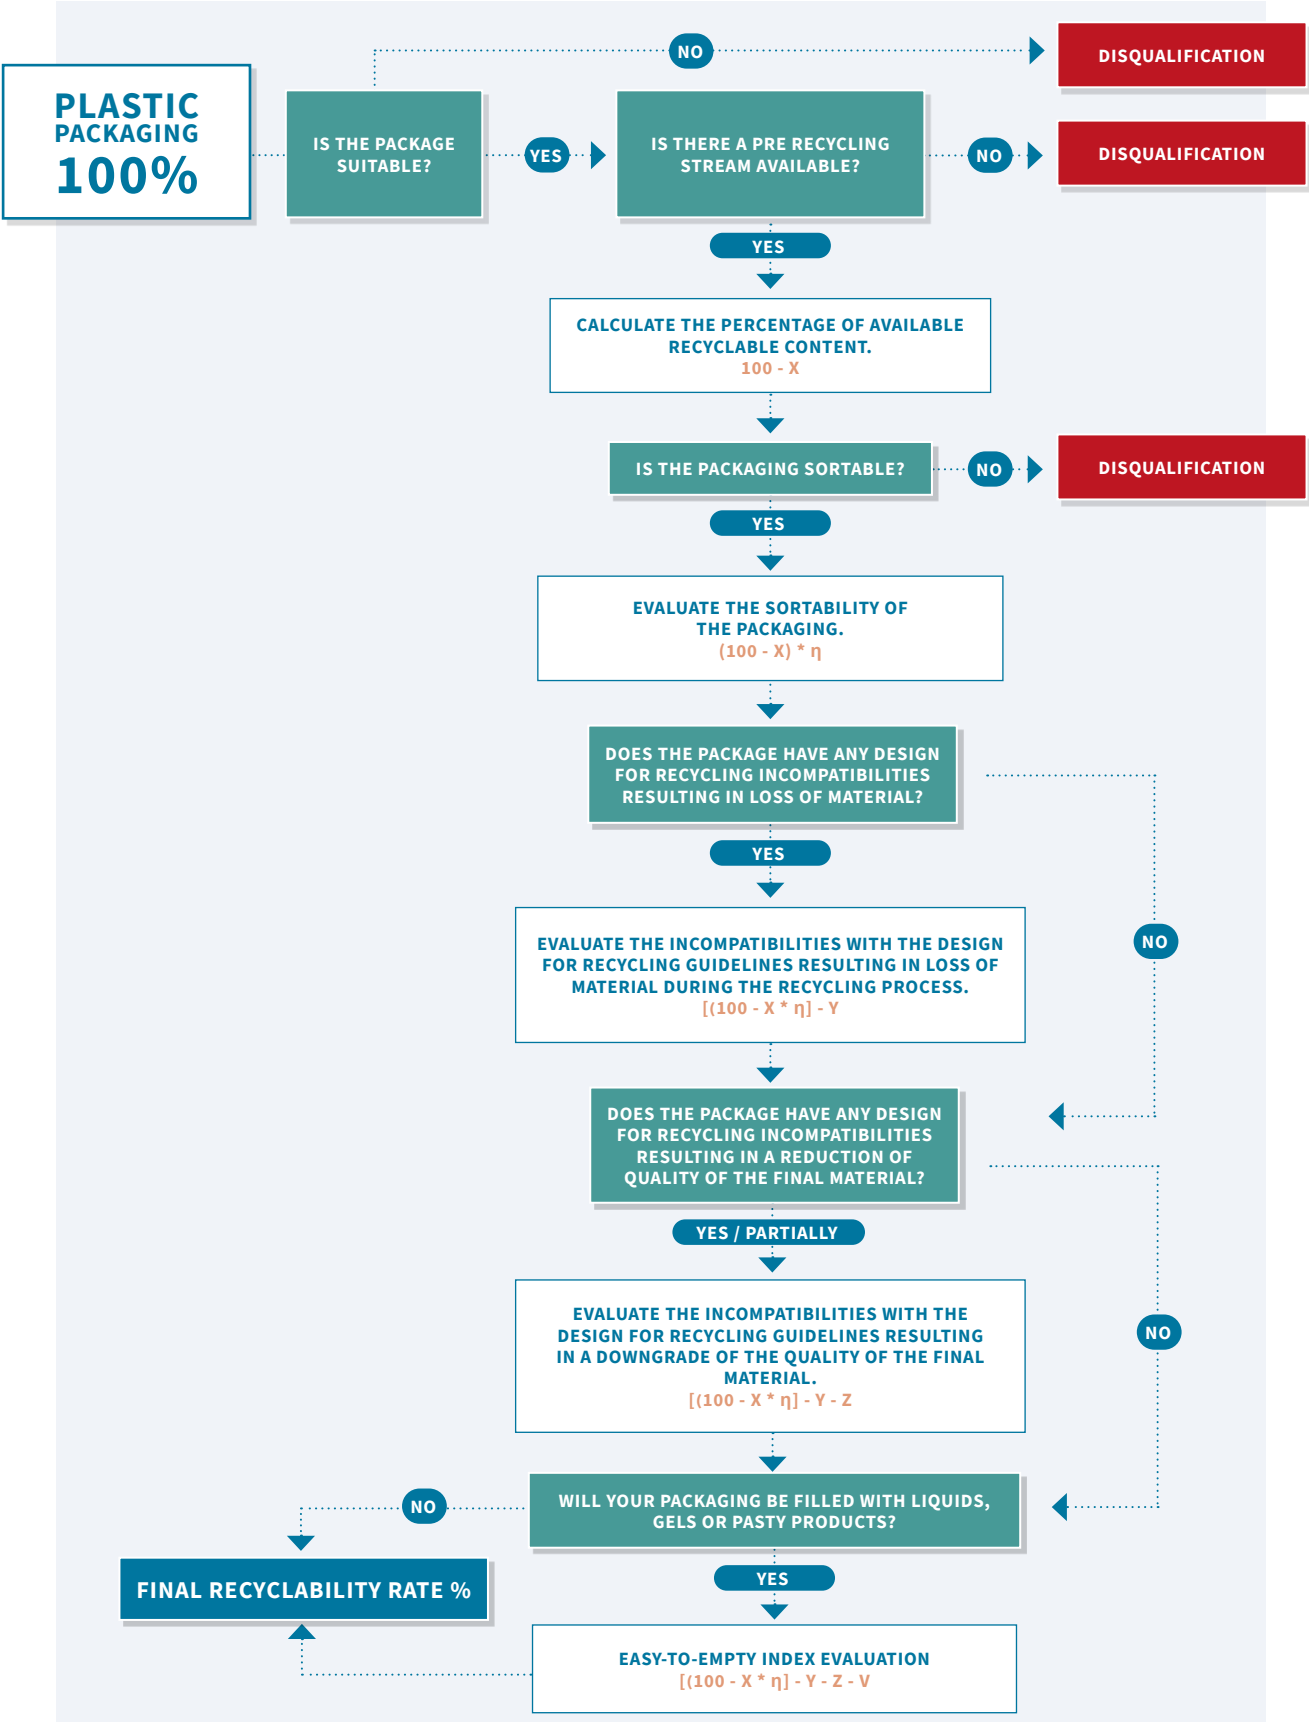 NO
DISQUALIFICATION
PLASTIC
PACKAGING
100%
IS THE PACKAGE
SUITABLE?
YES
IS THERE A PRE RECYCLING
STREAM AVAILABLE?
NO
DISQUALIFICATION
YES
CALCULATE THE PERCENTAGE OF AVAILABLE
RECYCLABLE CONTENT.
100 - X
IS THE PACKAGING SORTABLE?
NO
DISQUALIFICATION
YES
EVALUATE THE SORTABILITY OF
THE PACKAGING.
(100 - X) * η
DOES THE PACKAGE HAVE ANY DESIGN
FOR RECYCLING INCOMPATIBILITIES
RESULTING IN LOSS OF MATERIAL?
YES
NO
EVALUATE THE INCOMPATIBILITIES WITH THE DESIGN
FOR RECYCLING GUIDELINES RESULTING IN LOSS OF
MATERIAL DURING THE RECYCLING PROCESS.
[(100 - X * η] - Y
DOES THE PACKAGE HAVE ANY DESIGN
FOR RECYCLING INCOMPATIBILITIES
RESULTING IN A REDUCTION OF
QUALITY OF THE FINAL MATERIAL?
YES / PARTIALLY
NO
EVALUATE THE INCOMPATIBILITIES WITH THE
DESIGN FOR RECYCLING GUIDELINES RESULTING
IN A DOWNGRADE OF THE QUALITY OF THE FINAL
MATERIAL.
[(100 - X * η] - Y - Z
WILL YOUR PACKAGING BE FILLED WITH LIQUIDS,
GELS OR PASTY PRODUCTS?
NO
YES
FINAL RECYCLABILITY RATE %
EASY-TO-EMPTY INDEX EVALUATION
[(100 - X * η] - Y - Z - V